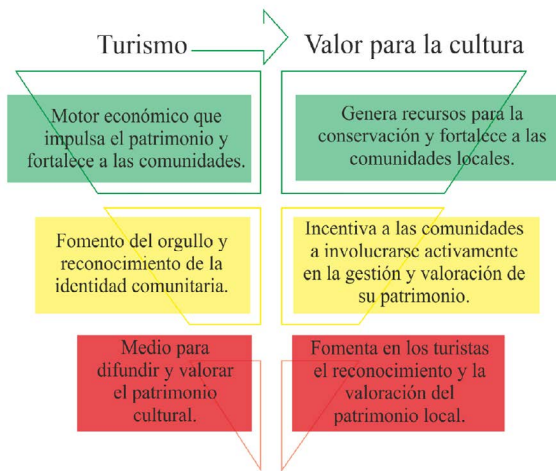 Turismo
Valor para la cultura
Motor económico que
impulsa el patrimonio y
fortalece a las comunidades.
Genera recursos para la
conservación y fortalece a las
comunidades locales.
Fomento del orgullo y
reconocimiento de la
identidad comunitaria.
Incentiva a las comunidades
a involucrarse activamente
en la gestión y valoración de
su patrimonio.
Medio para
difundir y valorar
el patrimonio
cultural.
Fomenta en los turistas
el reconocimiento y la
valoración del
patrimonio local.